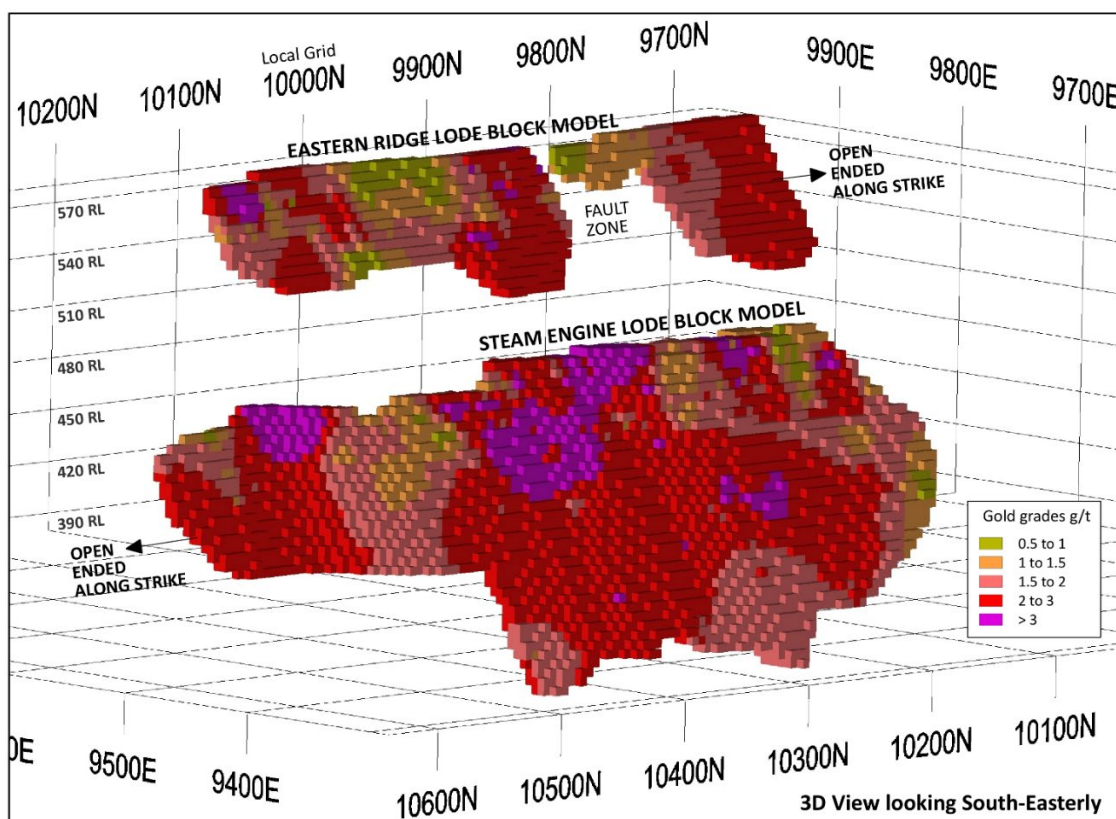 Local Grid
10200N
10100N
10000N
9900N
9800N
9700N
9900E
9800E
9700E
EASTERN RIDGE LODE BLOCK MODEL
OPEN
ENDED
ALONG STRIKE
FAULT
ZONE
570 RL
540 RL
510 RL
480 RL
450 RL
420 RL
390 RL
STEAM ENGINE LODE BLOCK MODEL
OPEN
ENDED
ALONG STRIKE
Gold grades g/t
0.5 to 1
1 to 1.5
1.5 to 2
2 to 3
> 3
0E
9500E
9400E
10600N
10500N
10400N
10300N
10200N
10100N
3D View looking South-Easterly